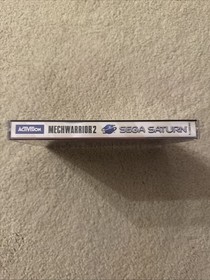 ACTIVISION MECHWARRIOR 2 SEGA SATURN